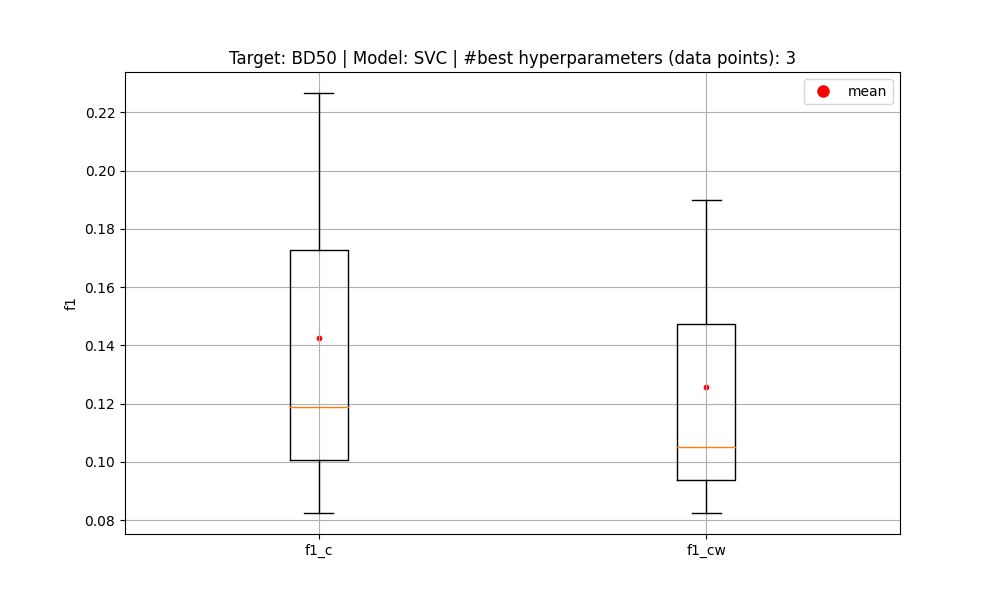 Target: BD50 | Model: SVC | #best hyperparameters (data points): 3
mean
0.22
0.20
0.18
0.16
0.14
0.12
0.10
0.08
f1
f1_c
f1_cw